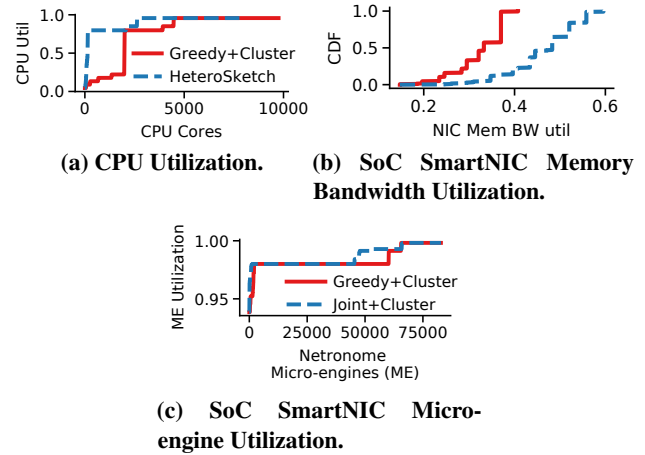 CPU Util
1.0
0.5
0.0
Greedy+Cluster
HeteroSketch
0
5000
10000
CPU Cores
(a) CPU Utilization.
CDF
1.0
0.5
0.0
0.2
0.4
0.6
NIC Mem BW util
(b) SoC SmartNIC Memory
Bandwidth Utilization.
ME Utilization
1.00
0.95
Greedy+Cluster
Joint+Cluster
0
25000
50000
75000
Netronome
Micro-engines (ME)
(c) SoC SmartNIC Micro-
engine Utilization.